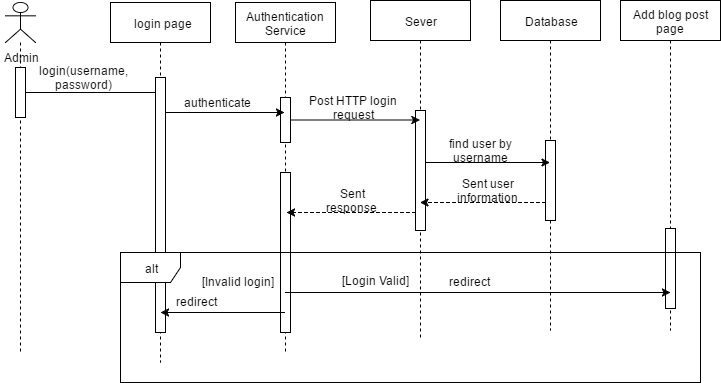 login page
Authentication
Service
Sever
Database
Add blog post
page
Admin
login(username,
password)
authenticate
Post HTTP login
request
find user by
username
Sent user
information
Sent
response
alt
[Invalid login]
[Login Valid]
redirect
redirect